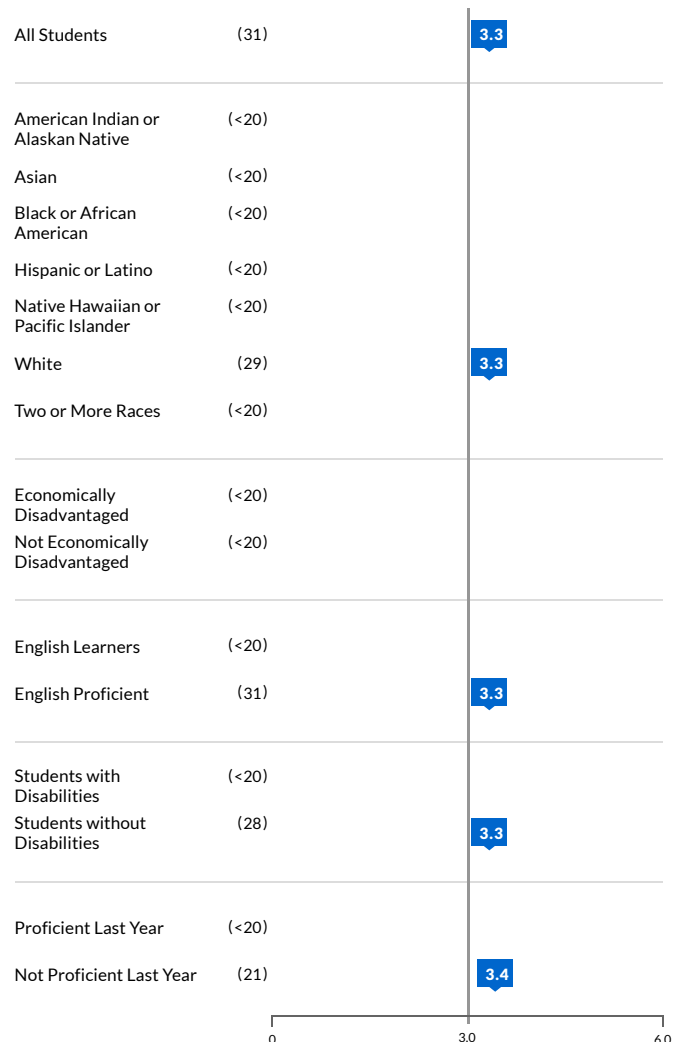 All Students (31) 3.3
American Indian or (<20)
Alaskan Native
Asian (<20)
Black or African (<20)
American
Hispanic or Latino (<20)
Native Hawaiian or (<20)
Pacific Islander
White (29) 3.3
Two or More Races (<20)
Economically (<20)
Disadvantaged
Not Economically (<20)
Disadvantaged
English Learners (<20)
English Proficient (31) 3.3
Students with (<20)
Disabilities
Students without (28) 3.3
Disabilities
Proficient Last Year (<20)
Not Proficient Last Year (21) 3.4
0 3.0 6.0